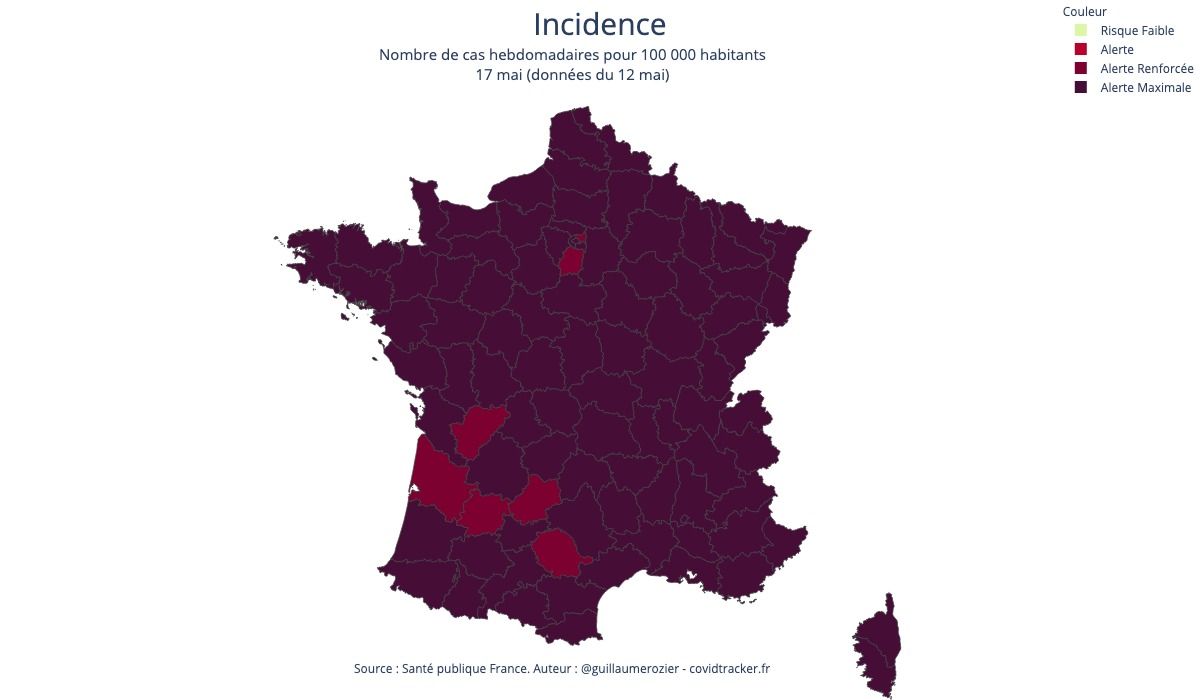 Incidence
Nombre de cas hebdomadaires pour 100 000 habitants
17 mai (données du 12 mai)
Couleur
Risque Faible
Alerte
Alerte Renforcée
Alerte Maximale
Source : Santé publique France. Auteur : @guillaumerozier - covidtracker.fr